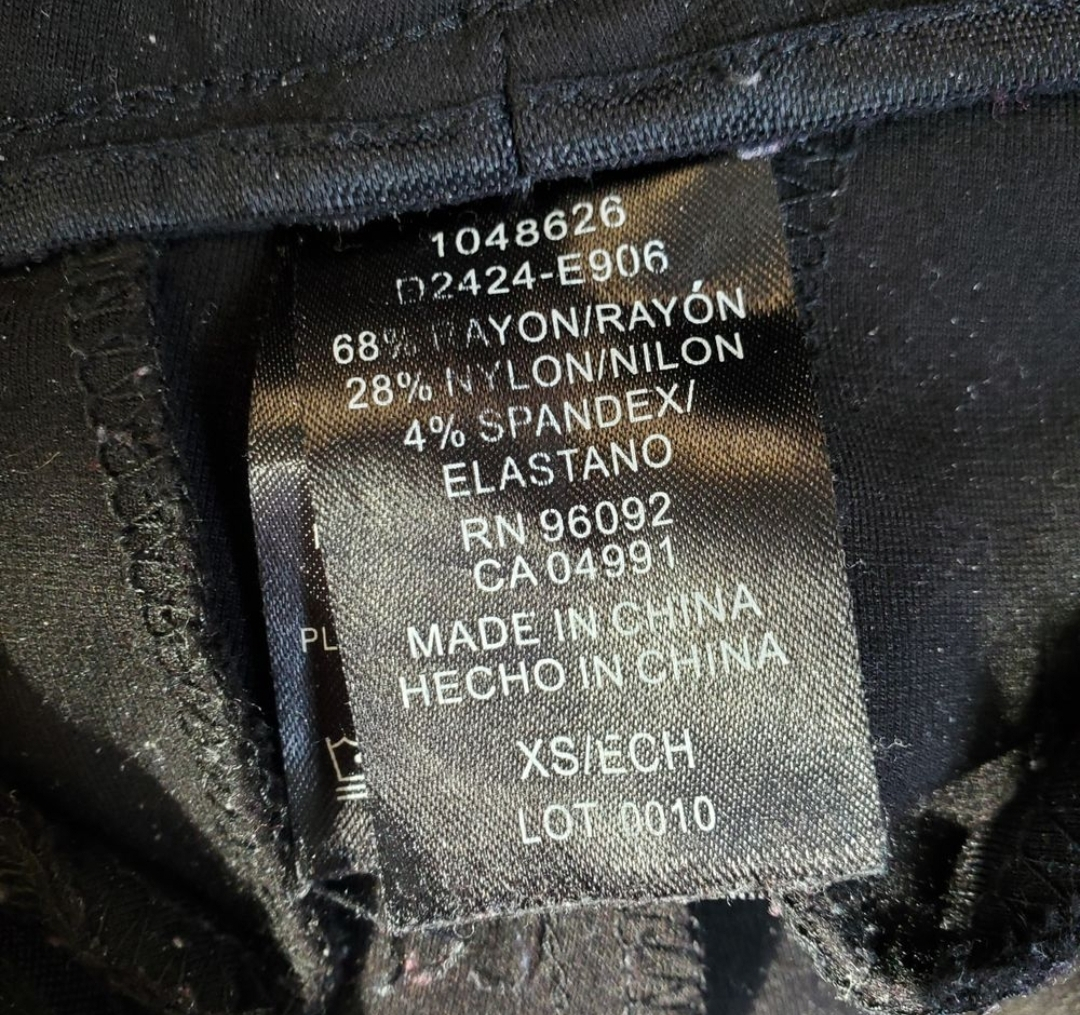 1048626
D2424-E906
68% RAYON/RAYÓN
28% NYLON/NILON
4% SPANDEX/
ELASTANO
RN 96092
CA 04991
MADE IN CHINA
HECHO IN CHINA
XS/ECH
LOT 0010
PL